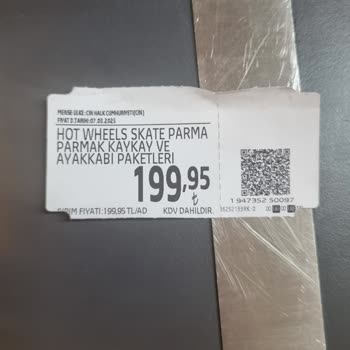 MENŞE ÜLKE: ÇİN HALK CUMHURİYETİ(ÇİN)
FİYAT D.TARİHİ: 07.03.2025
HOT WHEELS SKATE PARMA
PARMAK KAYKAY VE
AYAKKABI PAKETLERİ
199,95
₺
1 947352 50097
BİRİM FİYATI: 199,95 TL/AD
KDV DAHİLDİR